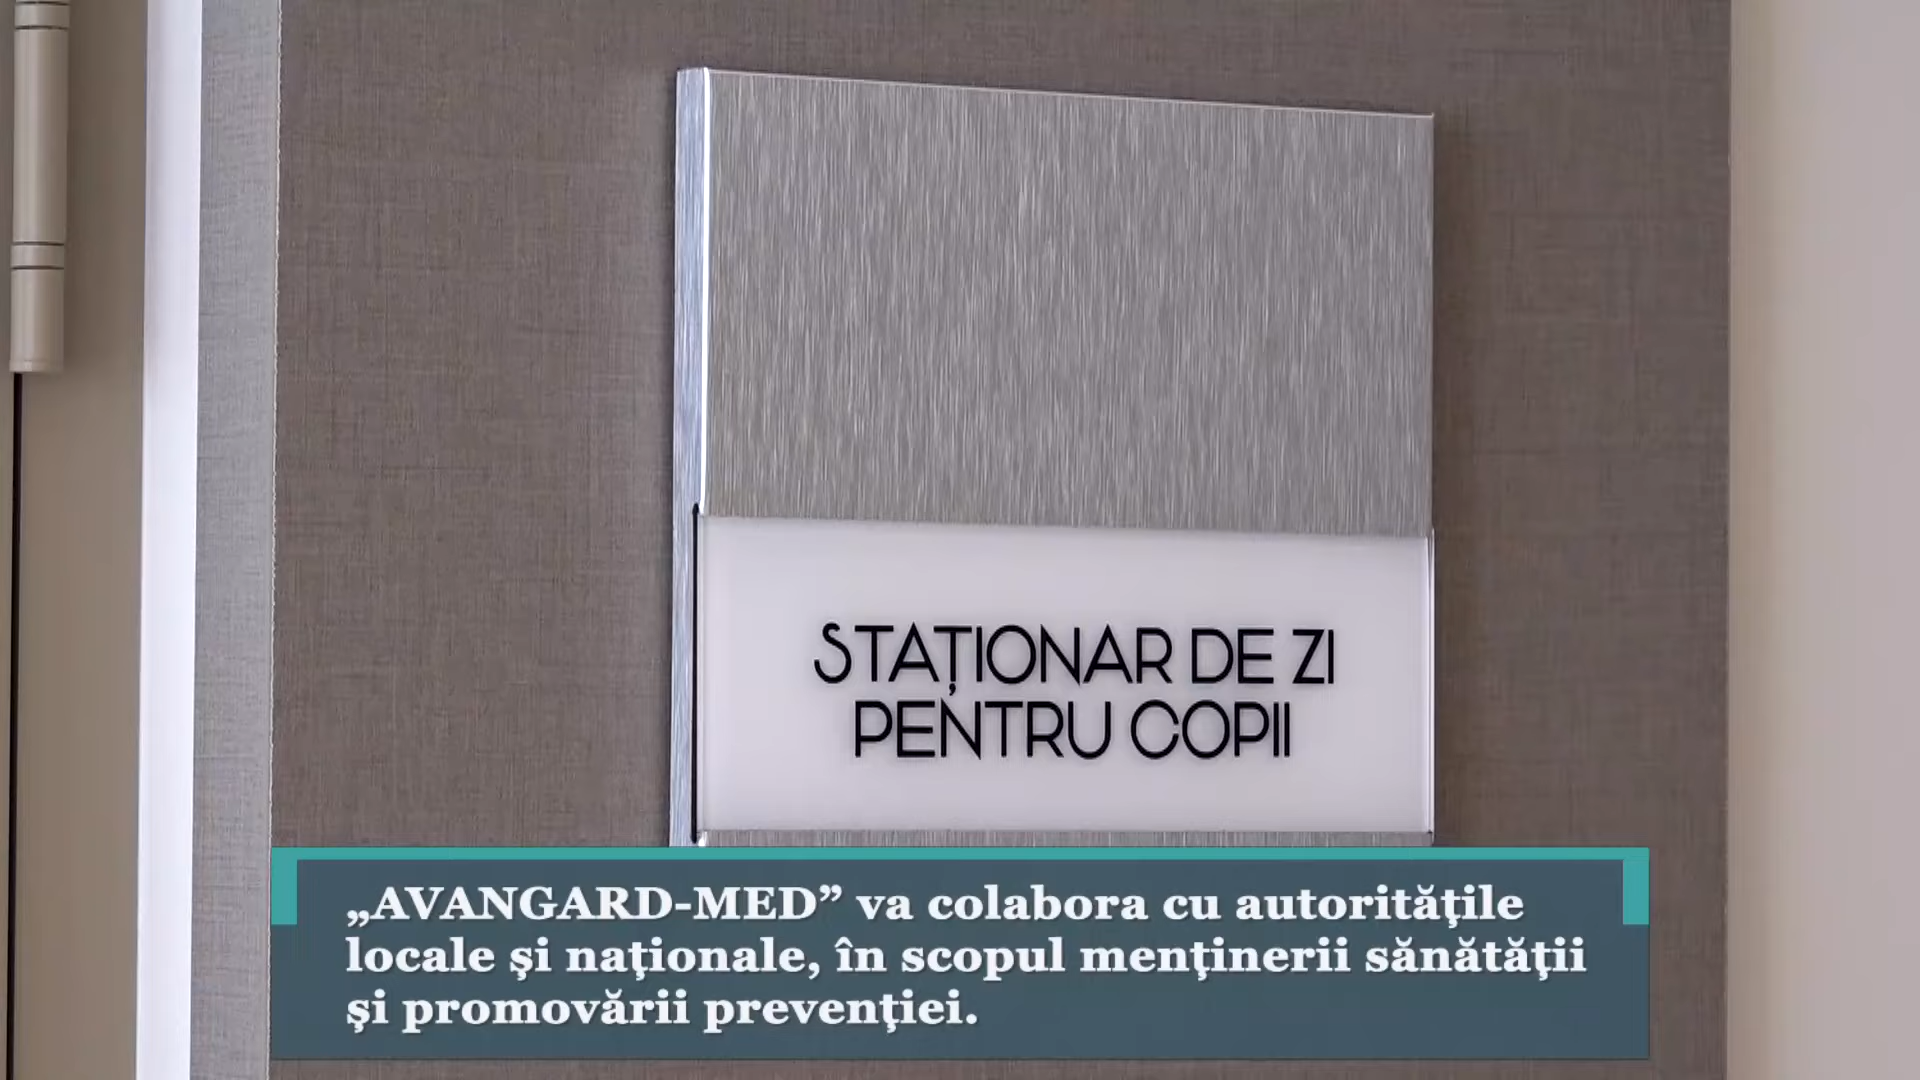 STAȚIONAR DE ZI
PENTRU COPII
„AVANGARD-MED” va colabora cu autorităţile
locale şi naţionale, în scopul menţinerii sănătăţii
şi promovării prevenţiei.